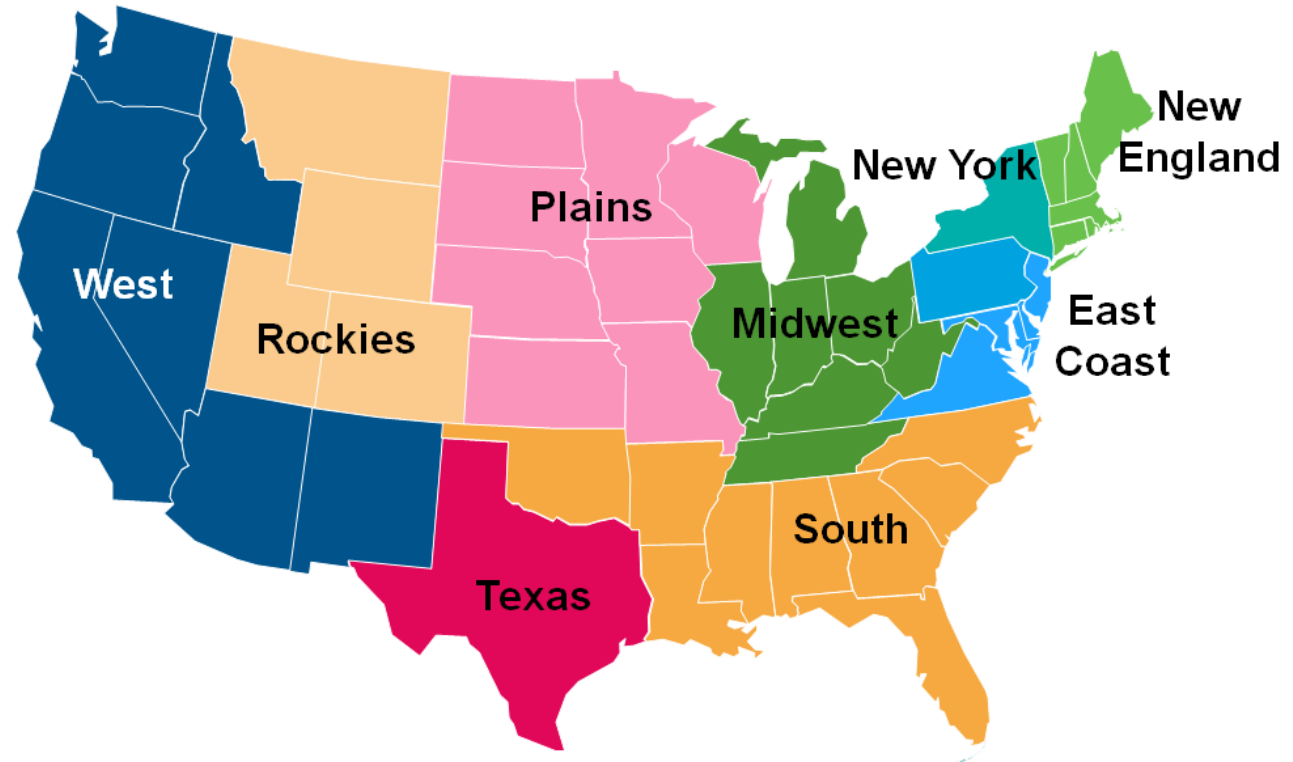 New
England
New York
Plains
West
East
Coast
Midwest
Rockies
South
Texas